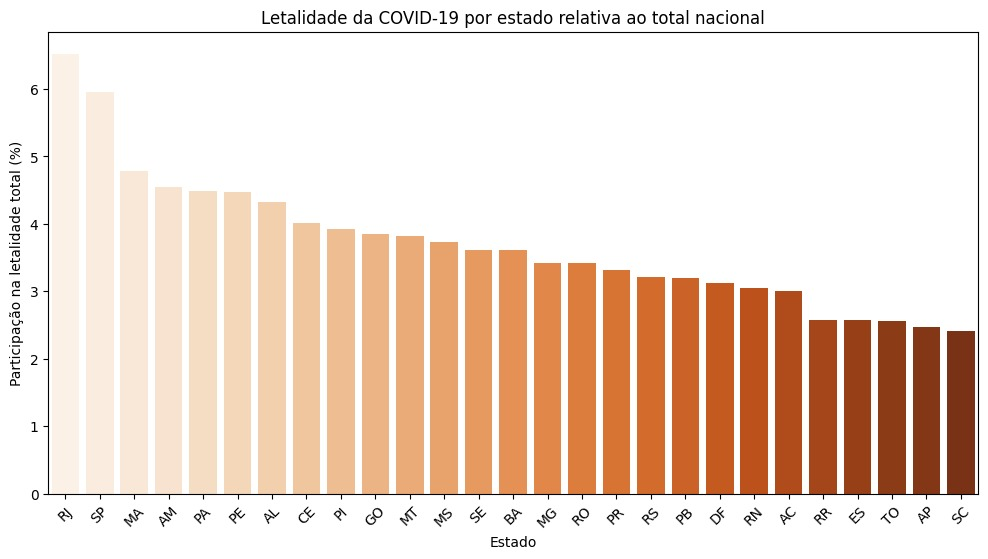 Letalidade da COVID-19 por estado relativa ao total nacional
Participação na letalidade total (%)
6
5
4
3
2
1
0
RJ SP MA AM PA PE AL CE PI GO MT MS SE BA MG RO PR RS PB DF RN AC RR ES TO AP SC
Estado